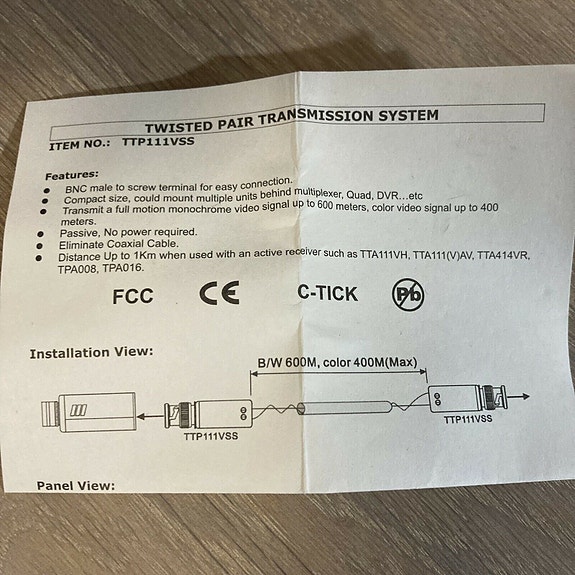 TWISTED PAIR TRANSMISSION SYSTEM
ITEM NO.: TTP111VSS
Features:
● BNC male to screw terminal for easy connection.
● Compact size, could mount multiple units behind multiplexer, Quad, DVR...etc
● Transmit a full motion monochrome video signal up to 600 meters, color video signal up to 400
meters.
● Passive, No power required.
● Eliminate Coaxial Cable.
● Distance Up to 1Km when used with an active receiver such as TTA111VH, TTA111(V)AV, TTA414VR,
TPA008, TPA016.
FCC CE C-TICK Pb
Installation View:
B/W 600M, color 400M(Max)
TTP111VSS TTP111VSS
Panel View: